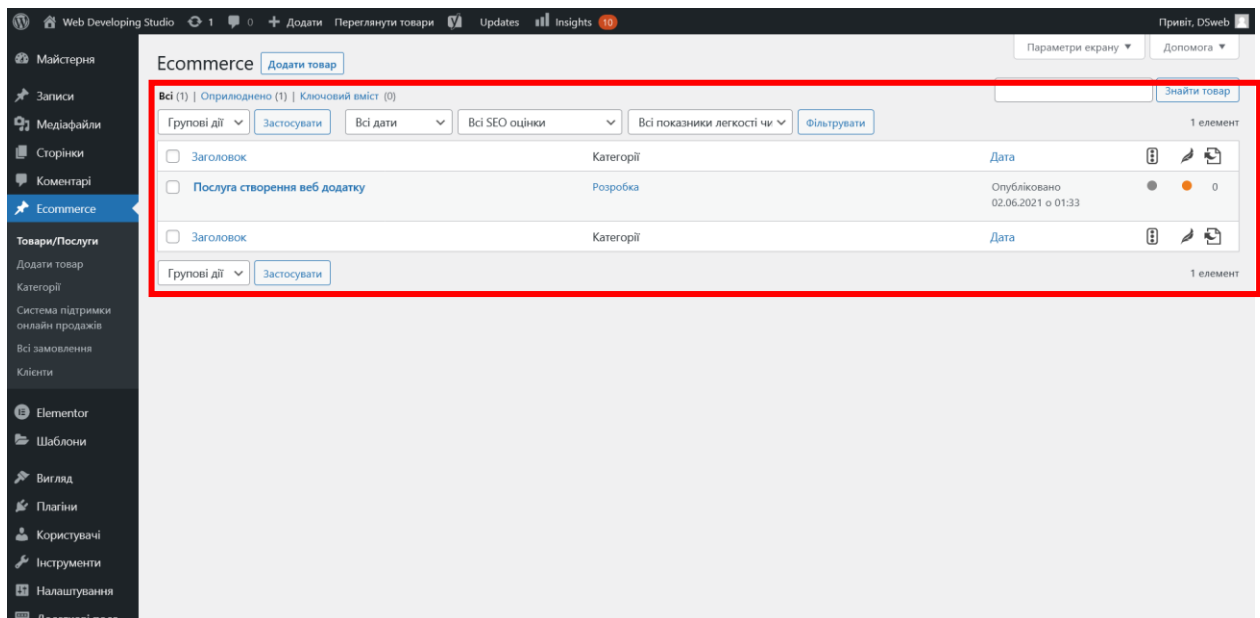 Web Developing Studio 1 0 + Додати Переглянути товари Updates Insights 10 Привіт, DSweb
Параметри екрану ▼ Допомога ▼
Майстерня
Записи
Медіафайли
Сторінки
Коментарі
Ecommerce
Товари/Послуги
Додати товар
Категорії
Система підтримки
онлайн продажів
Всі замовлення
Клієнти
Elementor
Шаблони
Вигляд
Плагіни
Користувачі
Інструменти
Налаштування
Ecommerce Додати товар
Всі (1) | Оприлюднено (1) | Ключовий вміст (0) Знайти товар
Групові дії Застосувати Всі дати Всі SEO оцінки Всі показники легкості чи Фільтрувати 1 елемент
Заголовок Категорії Дата
Послуга створення веб додатку Розробка Опубліковано 0
02.06.2021 о 01:33
Заголовок Категорії Дата
Групові дії Застосувати 1 елемент